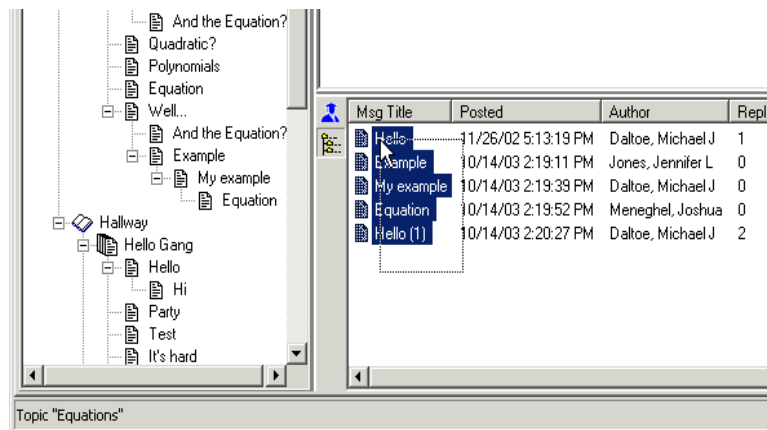 And the Equation?
Quadratic?
Polynomials
Equation
Well...
And the Equation?
Example
My example
Equation
Hallway
Hello Gang
Hello
Hi
Party
Test
It's hard
Msg Title Posted Author Repl
Hello 11/26/02 5:13:19 PM Daltoe, Michael J 1
Example 10/14/03 2:19:11 PM Jones, Jennifer L 0
My example 10/14/03 2:19:39 PM Daltoe, Michael J 0
Equation 10/14/03 2:19:52 PM Meneghel, Joshua 0
Hello (1) 10/14/03 2:20:27 PM Daltoe, Michael J 2
Topic "Equations"